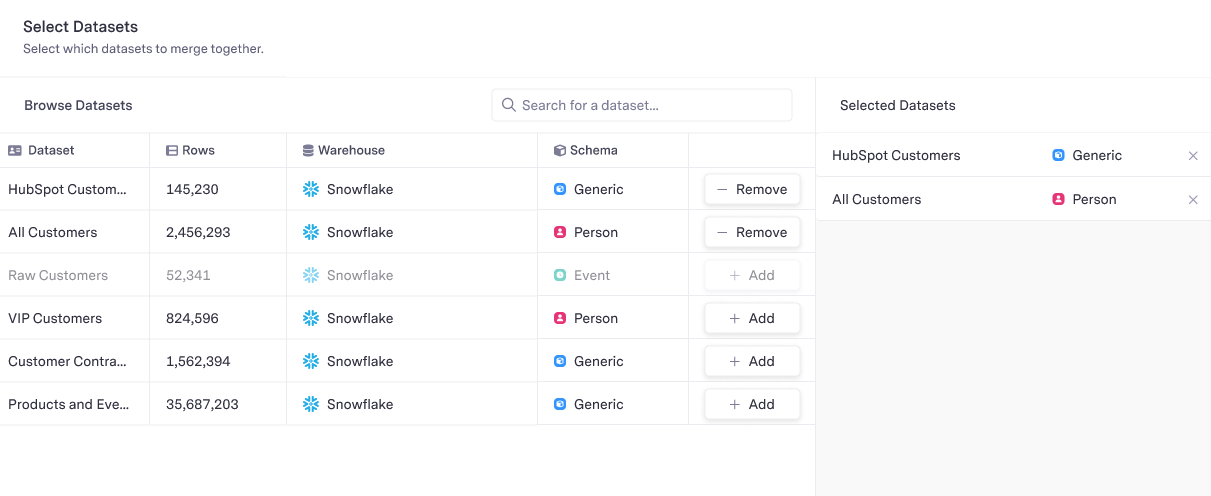 Select Datasets
Select which datasets to merge together.
Browse Datasets
Search for a dataset...
Selected Datasets
Dataset Rows Warehouse Schema
HubSpot Customers Generic
HubSpot Custom... 145,230 Snowflake Generic Remove
All Customers Person
All Customers 2,456,293 Snowflake Person Remove
Raw Customers 52,341 Snowflake Event Add
VIP Customers 824,596 Snowflake Person Add
Customer Contra... 1,562,394 Snowflake Generic Add
Products and Eve... 35,687,203 Snowflake Generic Add